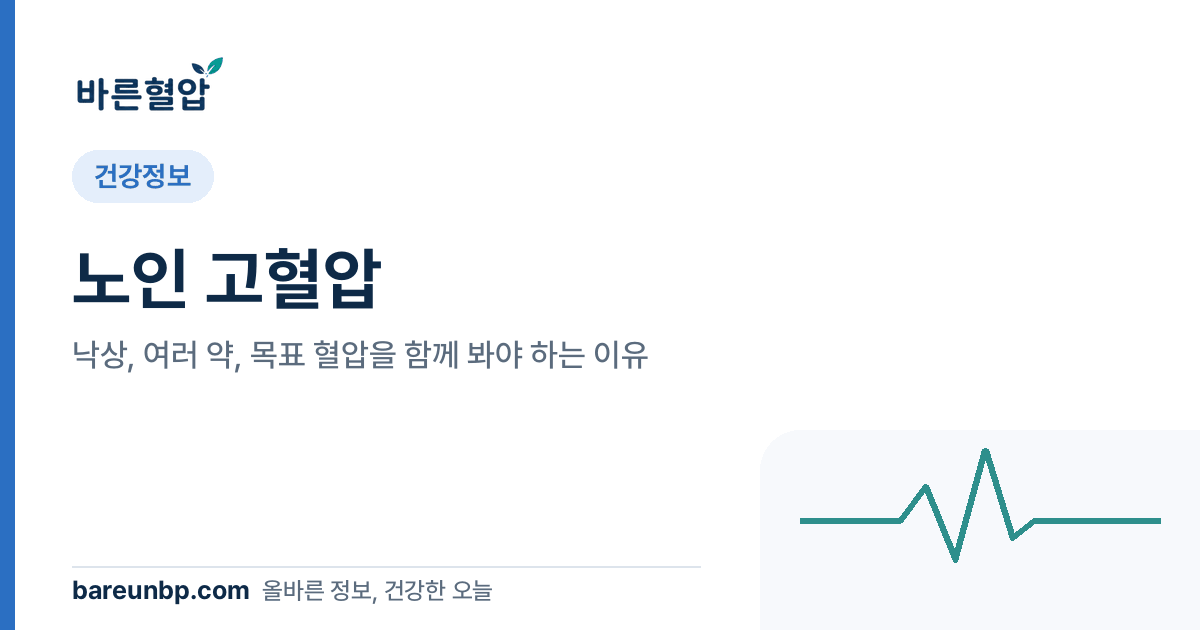 바른혈압
건강정보
노인 고혈압
낙상, 여러 약, 목표 혈압을 함께 봐야 하는 이유
bareunbp.com 올바른 정보, 건강한 오늘